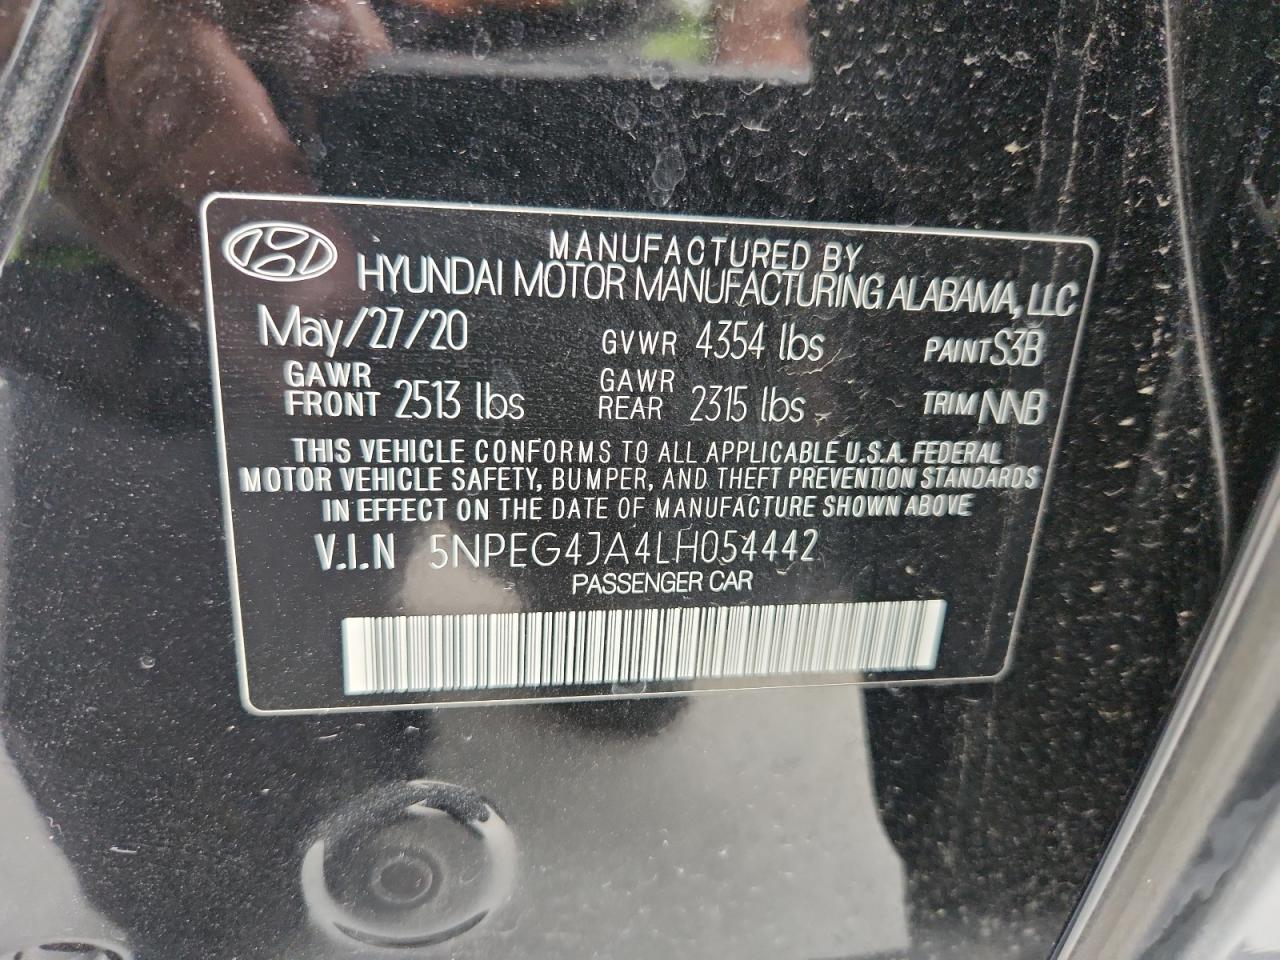 MANUFACTURED BY
HYUNDAI MOTOR MANUFACTURING ALABAMA, LLC
May/27/20 GVWR 4354 lbs PAINT S3B
GAWR FRONT 2513 lbs GAWR REAR 2315 lbs TRIM NNB
THIS VEHICLE CONFORMS TO ALL APPLICABLE U.S.A. FEDERAL
MOTOR VEHICLE SAFETY, BUMPER, AND THEFT PREVENTION STANDARDS
IN EFFECT ON THE DATE OF MANUFACTURE SHOWN ABOVE
V.I.N 5NPEG4JA4LH054442
PASSENGER CAR